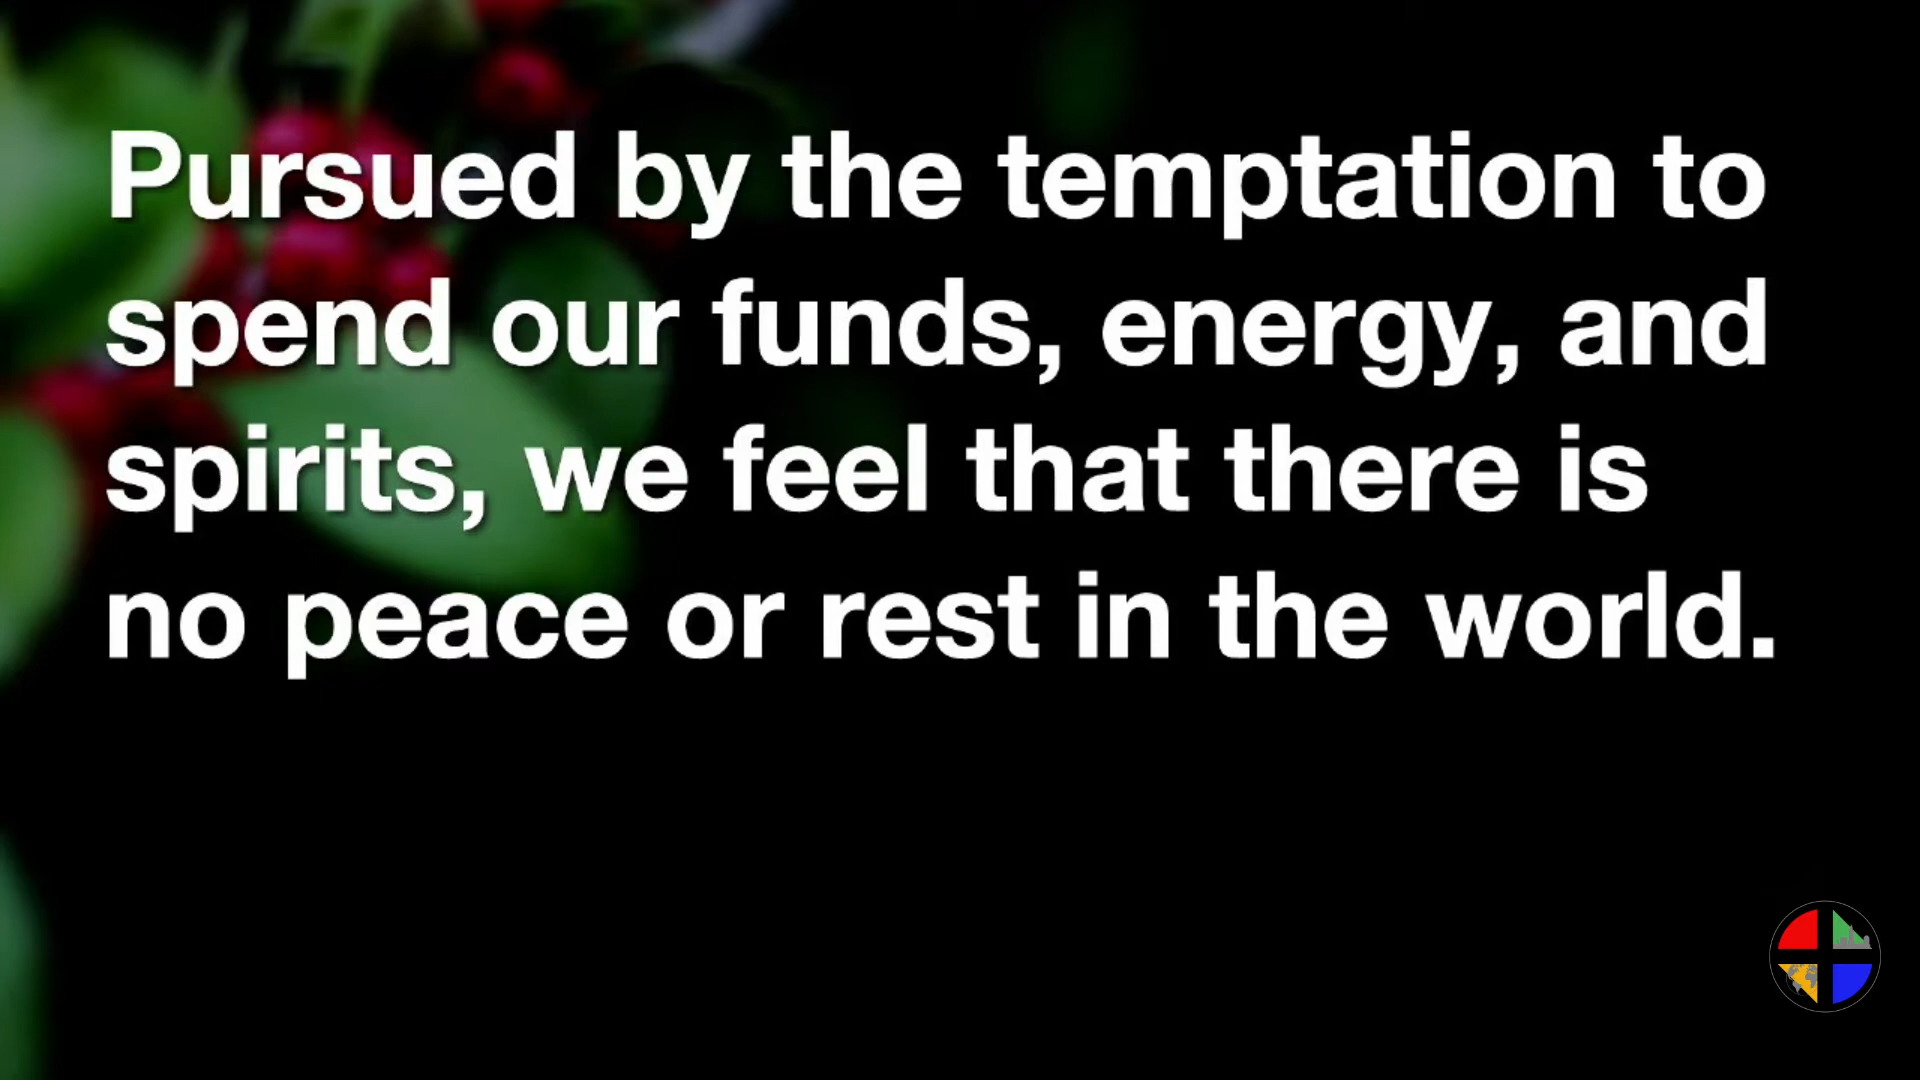 Pursued by the temptation to
spend our funds, energy, and
spirits, we feel that there is
no peace or rest in the world.